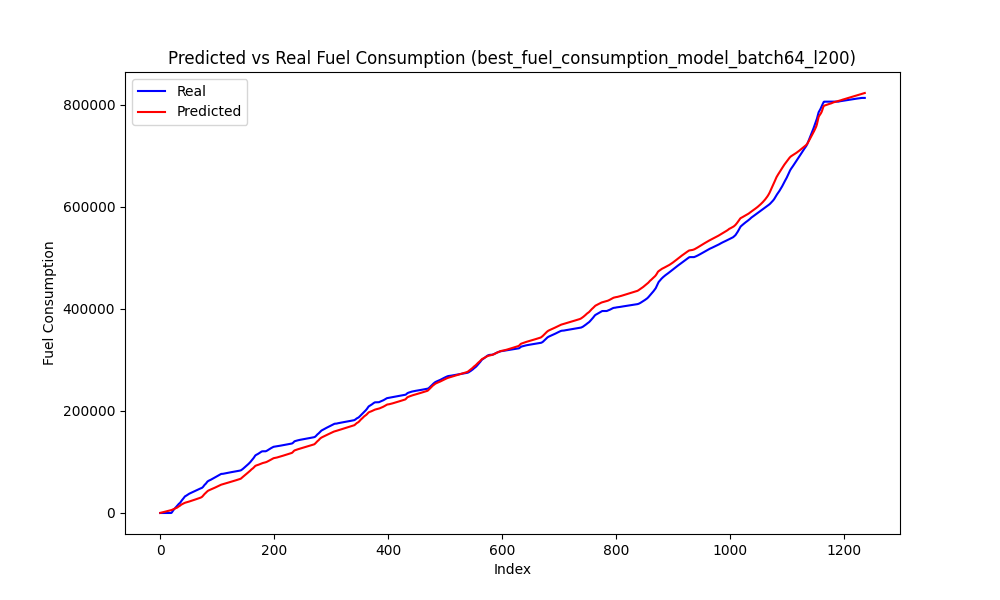 Predicted vs Real Fuel Consumption (best_fuel_consumption_model_batch64_l200)
Real
Predicted
800000
600000
400000
200000
0
Fuel Consumption
0 200 400 600 800 1000 1200
Index